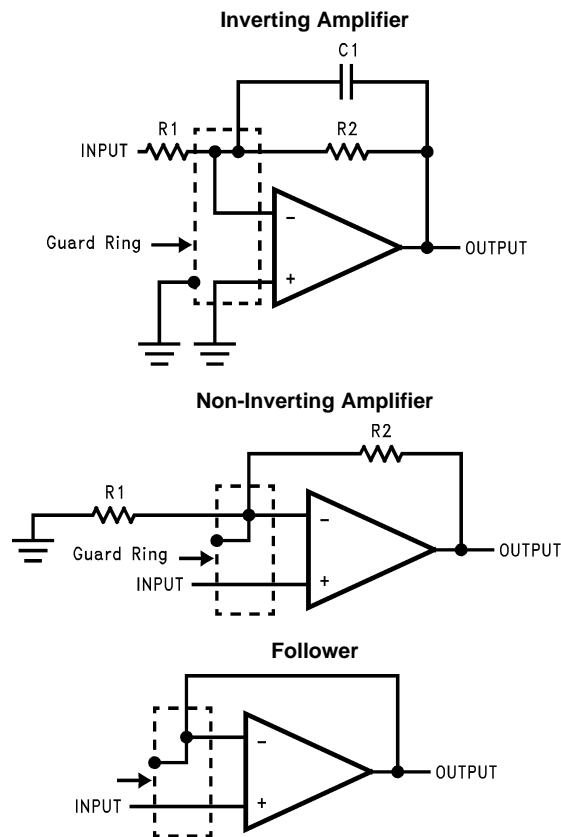 Inverting Amplifier
C1
R1
R2
INPUT
-
Guard Ring
+
OUTPUT
Non-Inverting Amplifier
R2
R1
-
Guard Ring
OUTPUT
INPUT
+
Follower
-
OUTPUT
INPUT
+